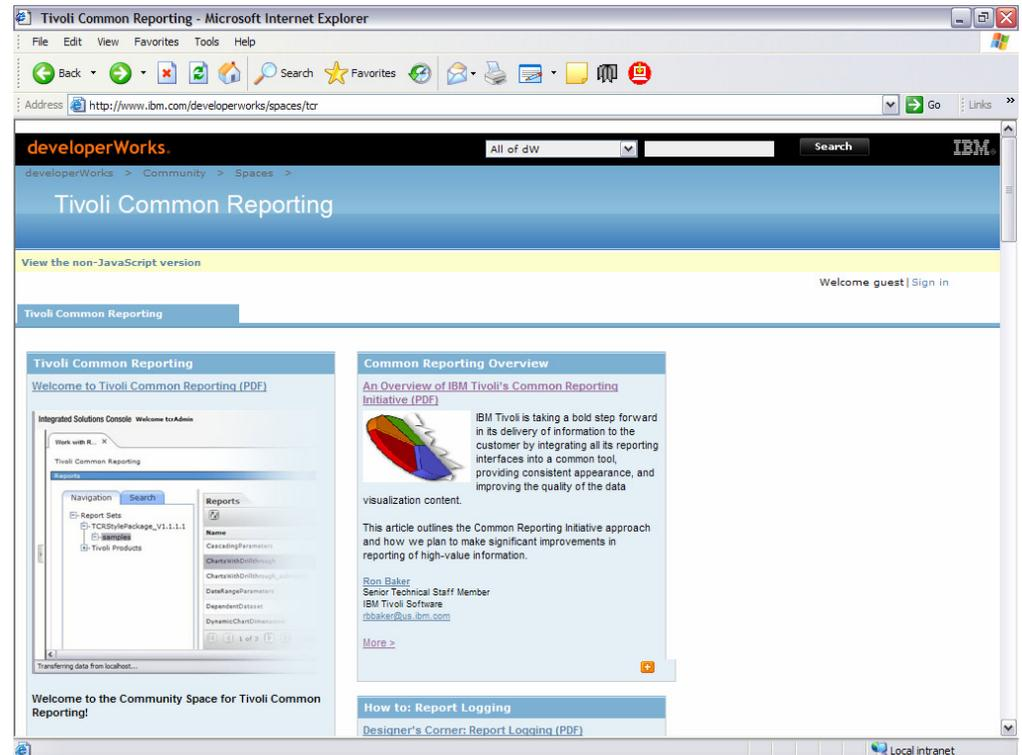 Tivoli Common Reporting - Microsoft Internet Explorer
File Edit View Favorites Tools Help
Back Search Favorites
Address http://www.ibm.com/developerworks/spaces/tcr Go Links »
developerWorks. All of dW Search IBM
developerWorks > Community > Spaces >
Tivoli Common Reporting
View the non-JavaScript version
Welcome guest | Sign in
Tivoli Common Reporting
Tivoli Common Reporting
Welcome to Tivoli Common Reporting (PDF)
Integrated Solutions Console Welcome tcrAdmin
Work with R... X
Tivoli Common Reporting
Reports
Navigation Search
Report Sets
TCRStylePackage_V1.1.1.1
samples
Tivoli Products
Reports
Name
CascadingParameters
ChartsWithDrillthrough
ChartsWithDrillthrough_
DateRangeParameters
DependentDataset
DynamicChartDimensions
1 of 3
Transferring data from localhost...
Welcome to the Community Space for Tivoli Common
Reporting!
Common Reporting Overview
An Overview of IBM Tivoli's Common Reporting
Initiative (PDF)
IBM Tivoli is taking a bold step forward
in its delivery of information to the
customer by integrating all its reporting
interfaces into a common tool,
providing consistent appearance, and
improving the quality of the data
visualization content.
This article outlines the Common Reporting Initiative approach
and how we plan to make significant improvements in
reporting of high-value information.
Ron Baker
Senior Technical Staff Member
IBM Tivoli Software
rbbaker@us.ibm.com
More >
How to: Report Logging
Designer's Corner: Report Logging (PDF)
Local intranet